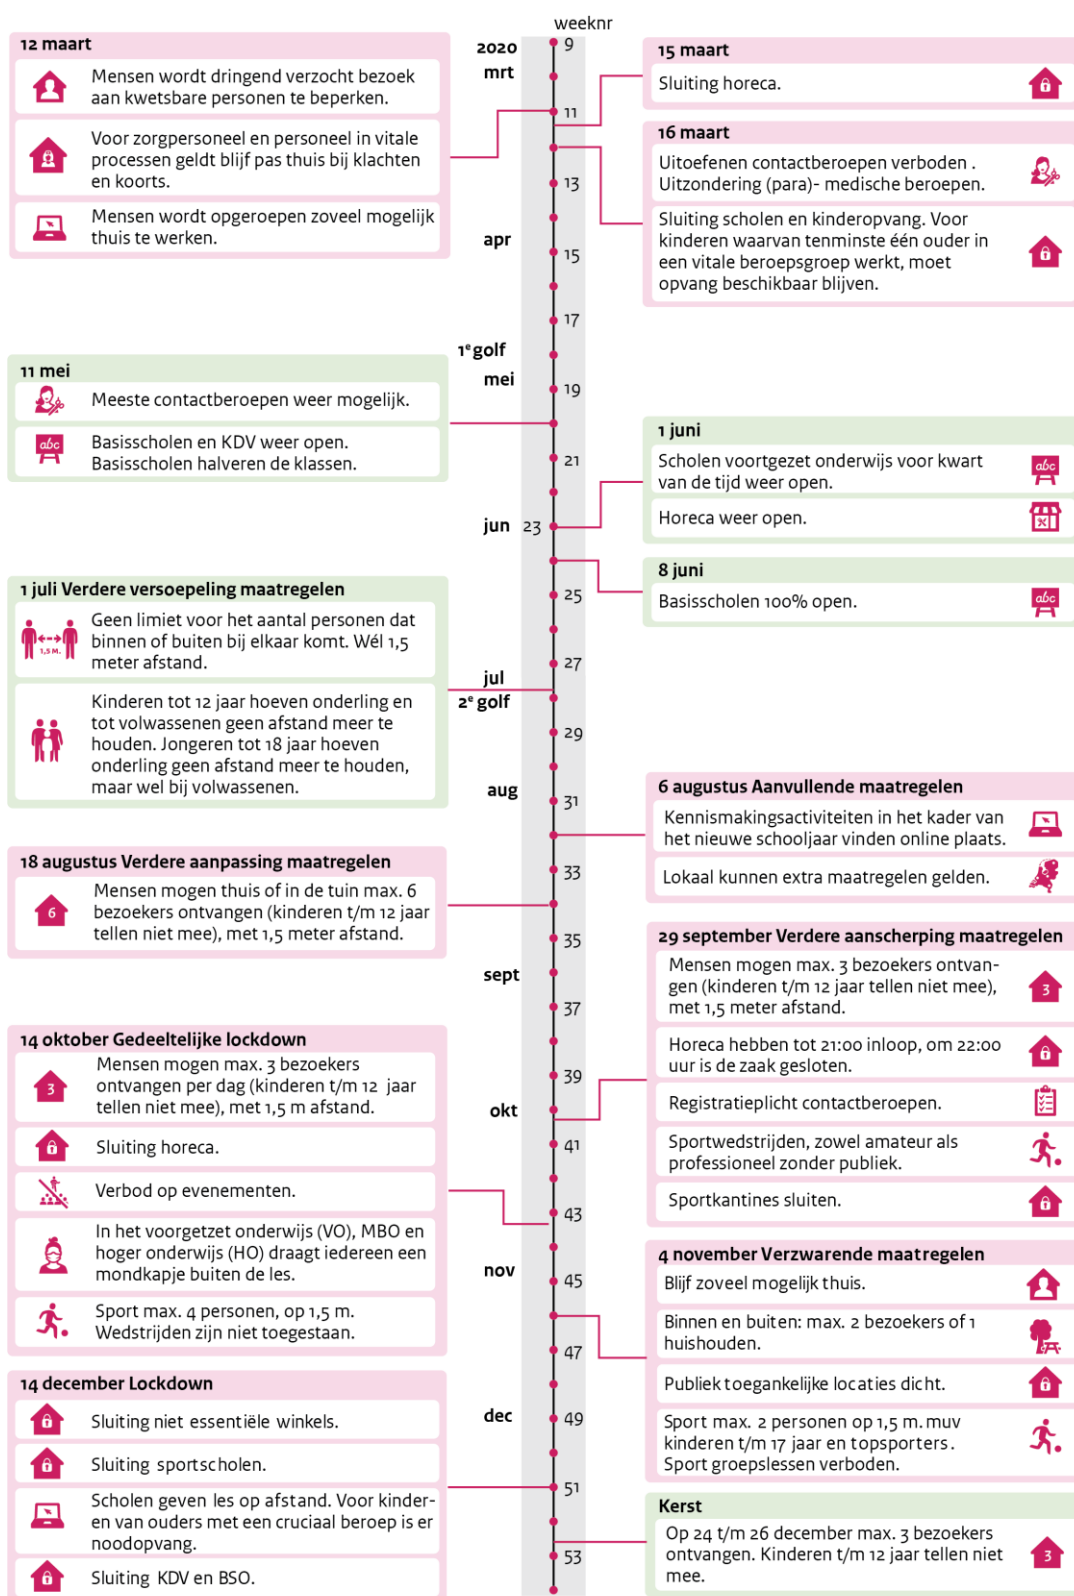 weeknr
2020
mrt
9
11
13
apr
15
17
1e golf
mei
19
21
jun 23
25
27
jul
2e golf
29
aug
31
33
35
sept
37
39
okt
41
43
nov
45
47
dec
49
51
53
12 maart
Mensen wordt dringend verzocht bezoek
aan kwetsbare personen te beperken.
Voor zorgpersoneel en personeel in vitale
processen geldt blijf pas thuis bij klachten
en koorts.
Mensen wordt opgeroepen zoveel mogelijk
thuis te werken.
15 maart
Sluiting horeca.
16 maart
Uitoefenen contactberoepen verboden .
Uitzondering (para)- medische beroepen.
Sluiting scholen en kinderopvang. Voor
kinderen waarvan tenminste één ouder in
een vitale beroepsgroep werkt, moet
opvang beschikbaar blijven.
11 mei
Meeste contactberoepen weer mogelijk.
abc
Basisscholen en KDV weer open.
Basisscholen halveren de klassen.
1 juni
Scholen voortgezet onderwijs voor kwart
van de tijd weer open.
abc
Horeca weer open.
8 juni
Basisscholen 100% open.
abc
1 juli Verdere versoepeling maatregelen
1,5 M.
Geen limiet voor het aantal personen dat
binnen of buiten bij elkaar komt. Wél 1,5
meter afstand.
Kinderen tot 12 jaar hoeven onderling en
tot volwassenen geen afstand meer te
houden. Jongeren tot 18 jaar hoeven
onderling geen afstand meer te houden,
maar wel bij volwassenen.
6 augustus Aanvullende maatregelen
Kennismakingsactiviteiten in het kader van
het nieuwe schooljaar vinden online plaats.
Lokaal kunnen extra maatregelen gelden.
18 augustus Verdere aanpassing maatregelen
6
Mensen mogen thuis of in de tuin max. 6
bezoekers ontvangen (kinderen t/m 12 jaar
tellen niet mee), met 1,5 meter afstand.
29 september Verdere aanscherping maatregelen
Mensen mogen max. 3 bezoekers ontvan-
gen (kinderen t/m 12 jaar tellen niet mee),
met 1,5 meter afstand.
3
Horeca hebben tot 21:00 inloop, om 22:00
uur is de zaak gesloten.
Registratieplicht contactberoepen.
Sportwedstrijden, zowel amateur als
professioneel zonder publiek.
Sportkantines sluiten.
14 oktober Gedeeltelijke lockdown
3
Mensen mogen max. 3 bezoekers
ontvangen per dag (kinderen t/m 12 jaar
tellen niet mee), met 1,5 m afstand.
Sluiting horeca.
Verbod op evenementen.
In het voorgetzet onderwijs (VO), MBO en
hoger onderwijs (HO) draagt iedereen een
mondkapje buiten de les.
Sport max. 4 personen, op 1,5 m.
Wedstrijden zijn niet toegestaan.
4 november Verzwarende maatregelen
Blijf zoveel mogelijk thuis.
Binnen en buiten: max. 2 bezoekers of 1
huishouden.
Publiek toegankelijke locaties dicht.
Sport max. 2 personen op 1,5 m. muv
kinderen t/m 17 jaar en topsporters .
Sport groepslessen verboden.
14 december Lockdown
Sluiting niet essentiële winkels.
Sluiting sportscholen.
Scholen geven les op afstand. Voor kinder-
en van ouders met een cruciaal beroep is er
noodopvang.
Sluiting KDV en BSO.
Kerst
Op 24 t/m 26 december max. 3 bezoekers
ontvangen. Kinderen t/m 12 jaar tellen niet
mee.
3